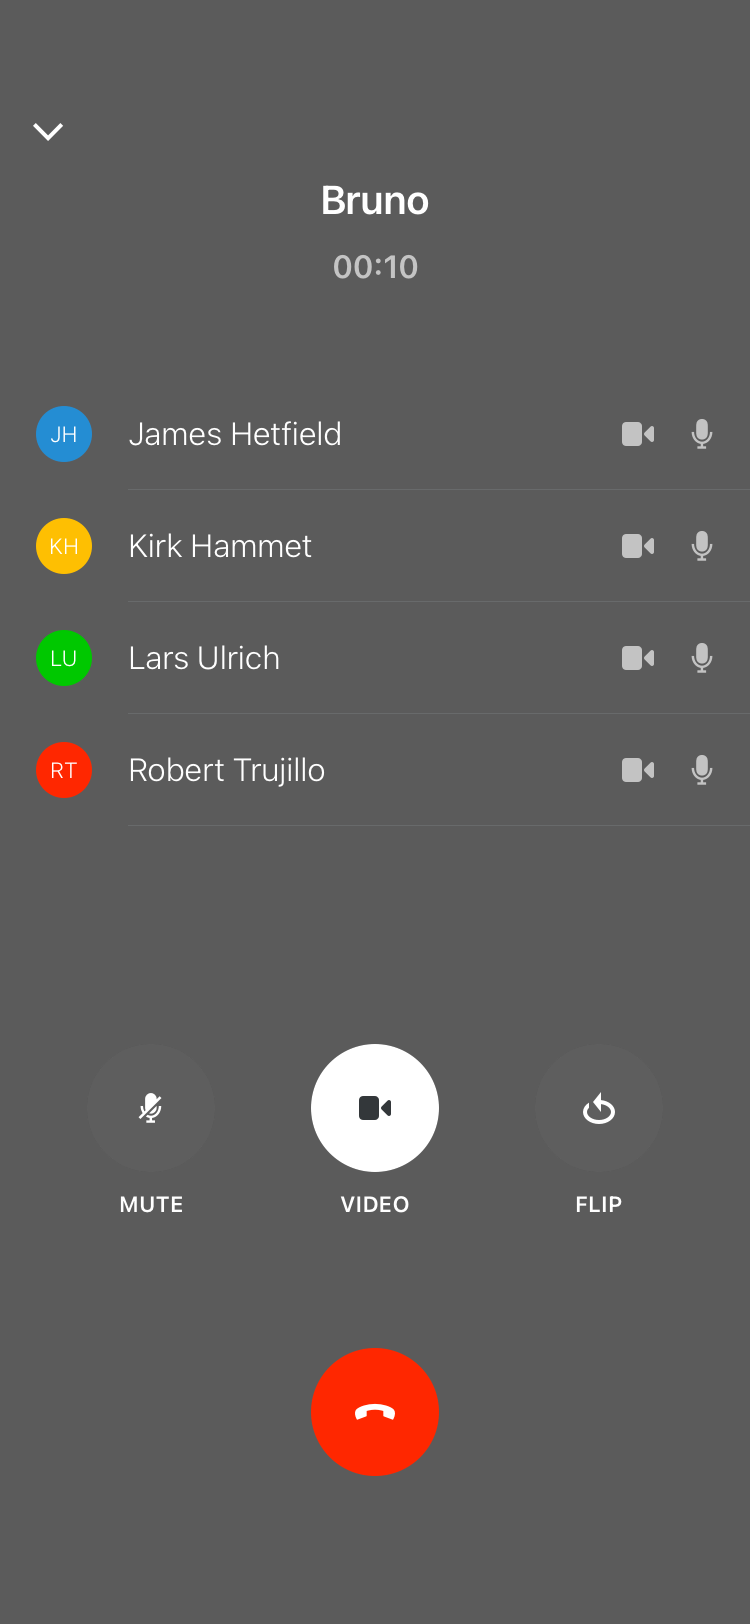 Bruno
00:10
JH James Hetfield
KH Kirk Hammet
LU Lars Ulrich
RT Robert Trujillo
MUTE VIDEO FLIP